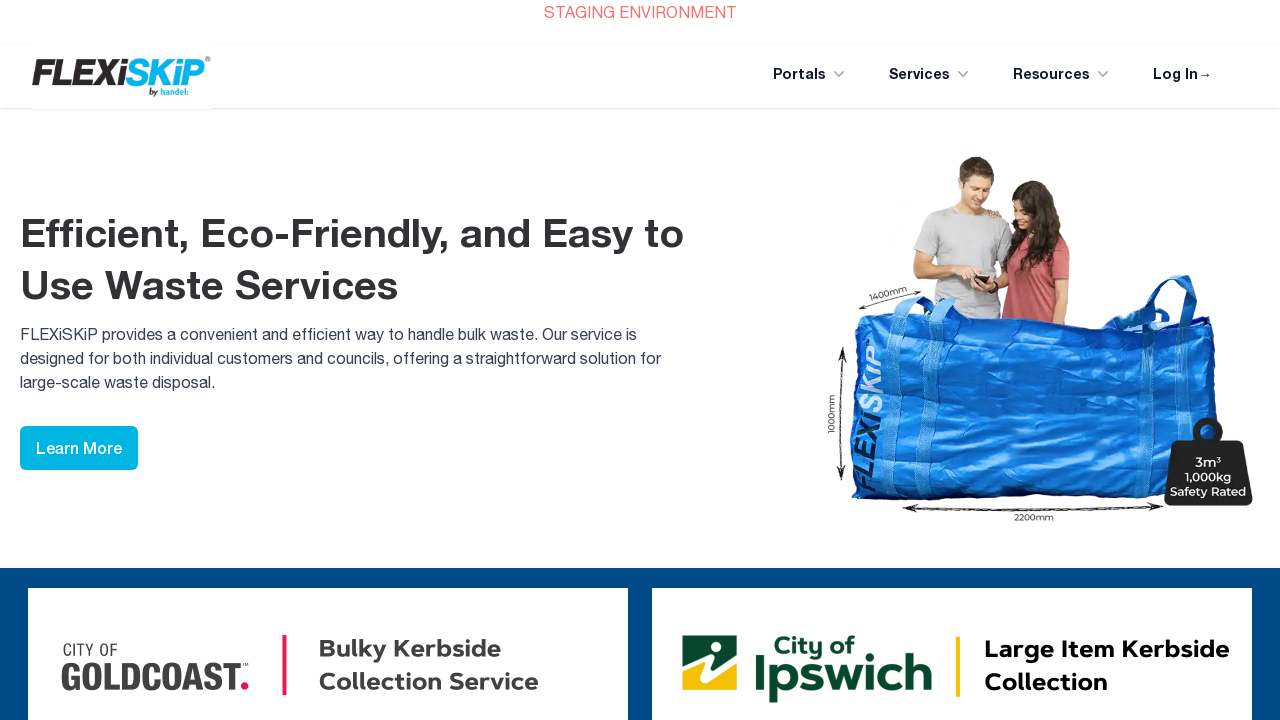 STAGING ENVIRONMENT
FLEXiSKiP®
by handel:
Portals
Services
Resources
Log In→
Efficient, Eco-Friendly, and Easy to
Use Waste Services
FLEXiSKiP provides a convenient and efficient way to handle bulk waste. Our service is
designed for both individual customers and councils, offering a straightforward solution for
large-scale waste disposal.
Learn More
1400mm
1000mm
FLEXiSKiP
3m³
1,000kg
Safety Rated
2200mm
CITY OF
GOLDCOAST.™
Bulky Kerbside
Collection Service
City of
Ipswich
Large Item Kerbside
Collection